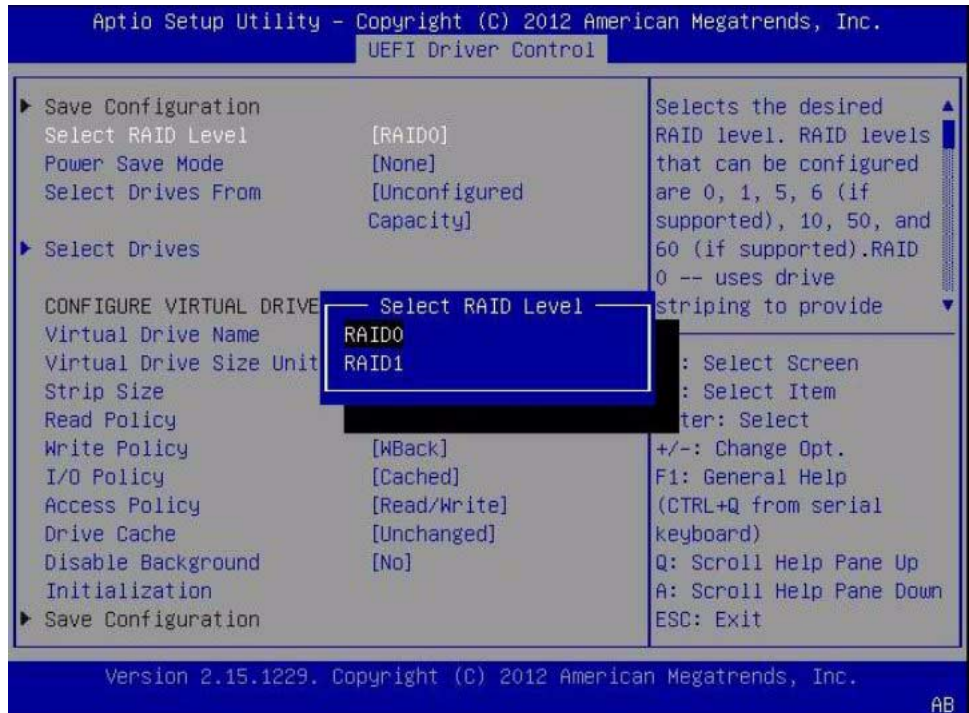 Aptio Setup Utility – Copyright (C) 2012 American Megatrends, Inc.
UEFI Driver Control
Save Configuration
Select RAID Level [RAID0]
Power Save Mode [None]
Select Drives From [Unconfigured
Capacity]
Select Drives
CONFIGURE VIRTUAL DRIVE
Virtual Drive Name
Virtual Drive Size Unit
Strip Size
Read Policy
Write Policy [WBack]
I/O Policy [Cached]
Access Policy [Read/Write]
Drive Cache [Unchanged]
Disable Background [No]
Initialization
Save Configuration
Select RAID Level
RAID0
RAID1
Selects the desired
RAID level. RAID levels
that can be configured
are 0, 1, 5, 6 (if
supported), 10, 50, and
60 (if supported).RAID
0 -- uses drive
striping to provide
: Select Screen
: Select Item
ter: Select
+/-: Change Opt.
F1: General Help
(CTRL+Q from serial
keyboard)
Q: Scroll Help Pane Up
A: Scroll Help Pane Down
ESC: Exit
Version 2.15.1229. Copyright (C) 2012 American Megatrends, Inc.
AB